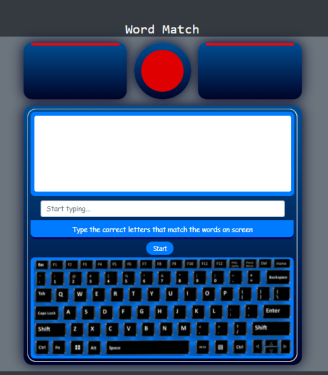 Word Match
Start typing...
Type the correct letters that match the words on screen
Start
Esc F1 F2 F3 F4 F5 F6 F7 F8 F9 F10 F11 F12 Home
Backspace
Tab Q W E R T Y U I O P
Caps Lock A S D F G H J K L Enter
Shift Z X C V B N M Shift
Ctrl Fn Alt Space Ctrl